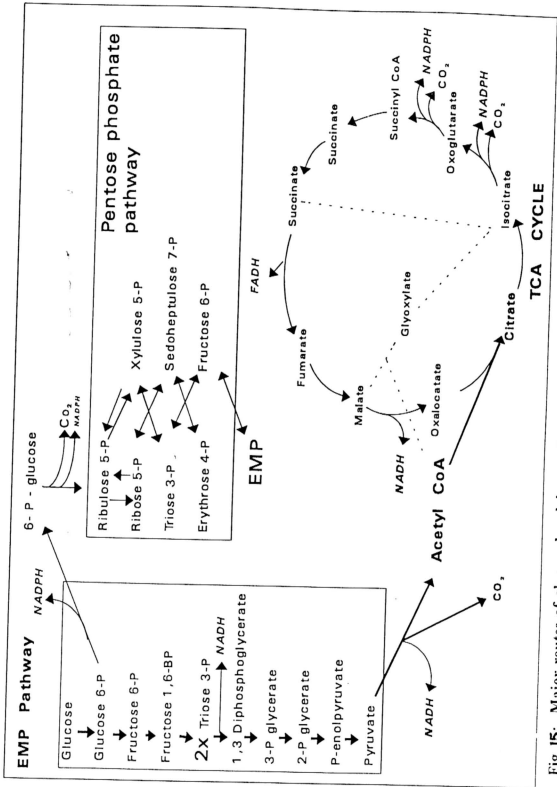 EMP Pathway
Glucose
Glucose 6-P
Fructose 6-P
Fructose 1,6-BP
2x Triose 3-P
NADH
1,3 Diphosphoglycerate
3-P glycerate
2-P glycerate
P-enolpyruvate
Pyruvate
NADPH
6-P-glucose
CO₂
NADPH
Pentose phosphate
pathway
Ribulose 5-P
Xylulose 5-P
Ribose 5-P
Sedoheptulose 7-P
Triose 3-P
Fructose 6-P
Erythrose 4-P
EMP
NADH
CO₂
Acetyl CoA
NADH
Malate
Oxalocatate
Fumarate
FADH
Succinate
Succinate
Succinyl CoA
NADPH
CO₂
Oxoglutarate
NADPH
CO₂
Isocitrate
Glyoxylate
Citrate
TCA CYCLE
Fig 15: Major routes of